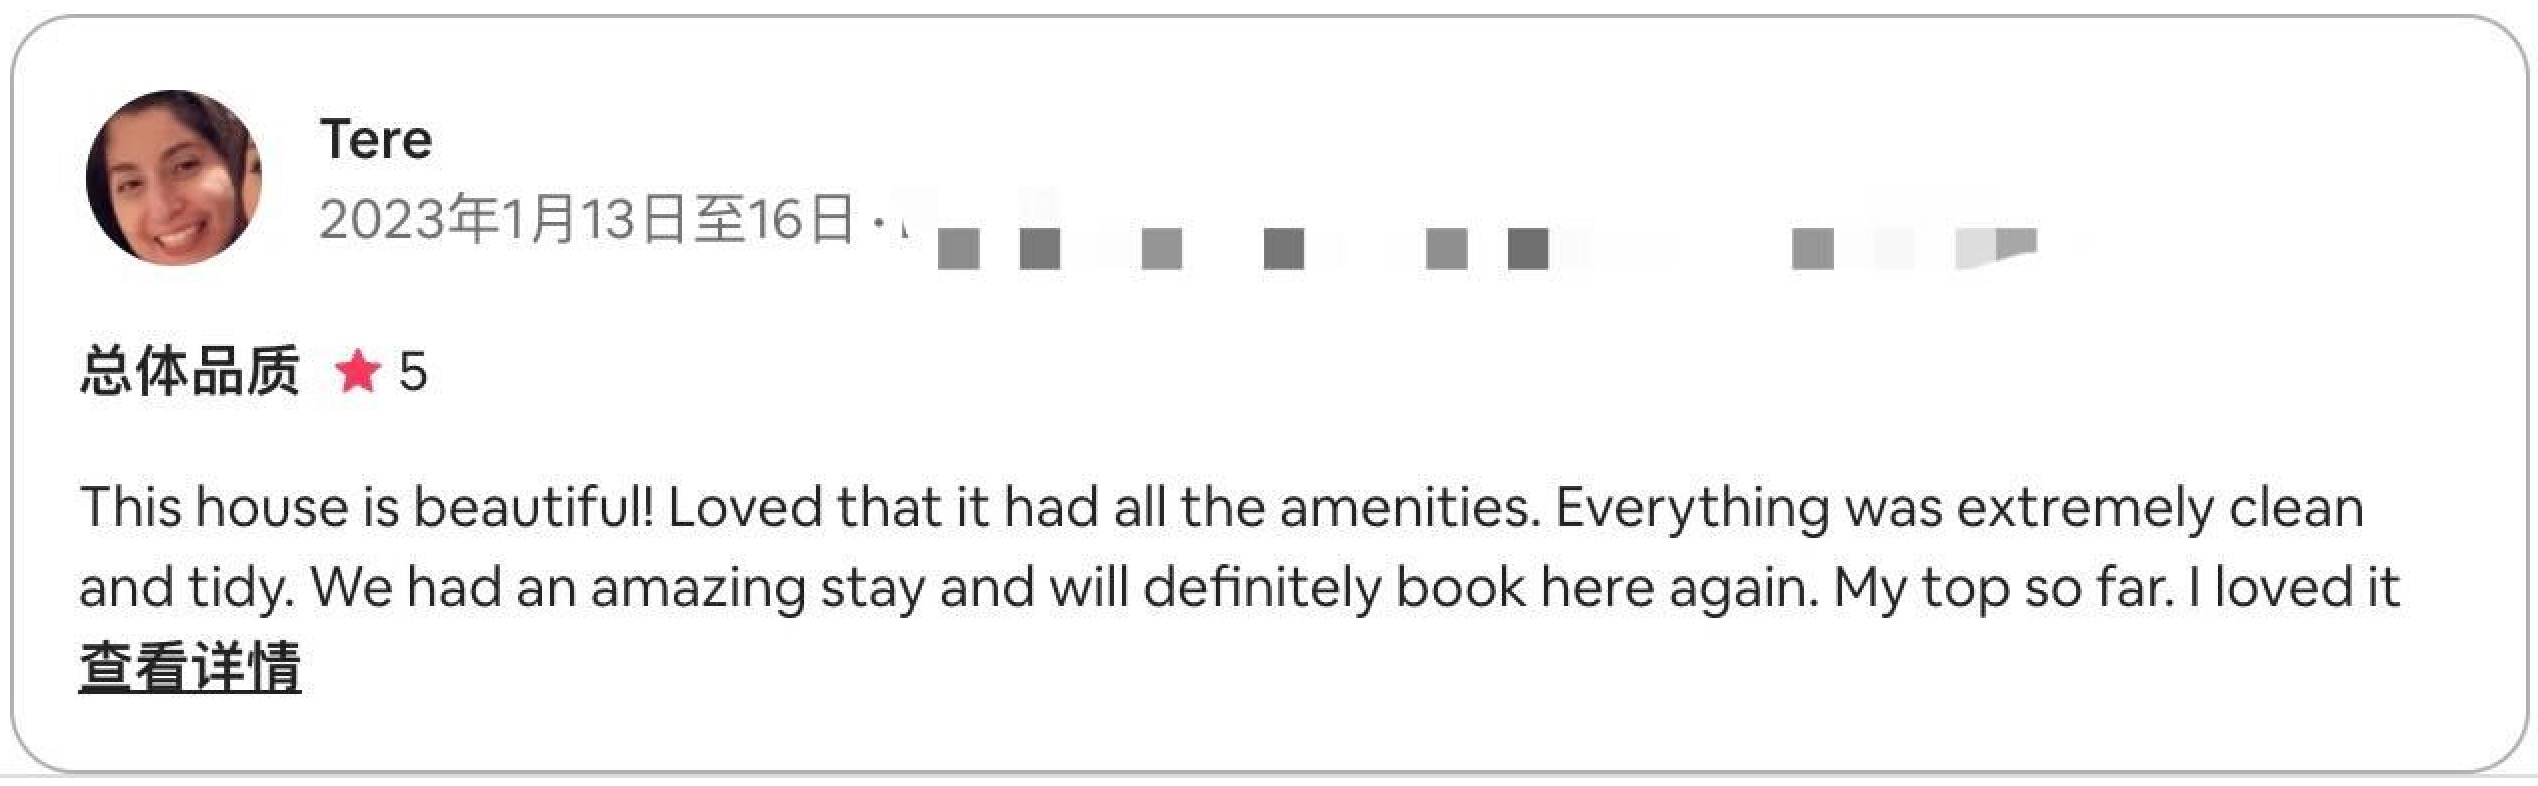 Tere
2023年1月13日至16日 ·
总体品质 ★ 5
This house is beautiful! Loved that it had all the amenities. Everything was extremely clean
and tidy. We had an amazing stay and will definitely book here again. My top so far. I loved it
查看详情